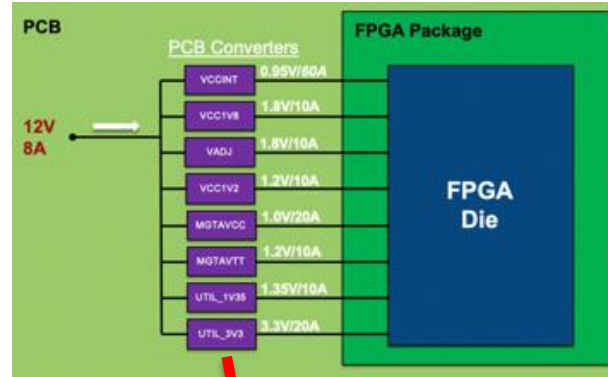 PCB
FPGA Package
PCB Converters
12V
8A
VCCINT
0.95V/60A
VCC1V8
1.8V/10A
VADJ
1.8V/10A
VCC1V2
1.2V/10A
MGTAVCC
1.0V/20A
MGTAVTT
1.2V/10A
UTIL_1V35
1.35V/10A
UTIL_3V3
3.3V/20A
FPGA
Die